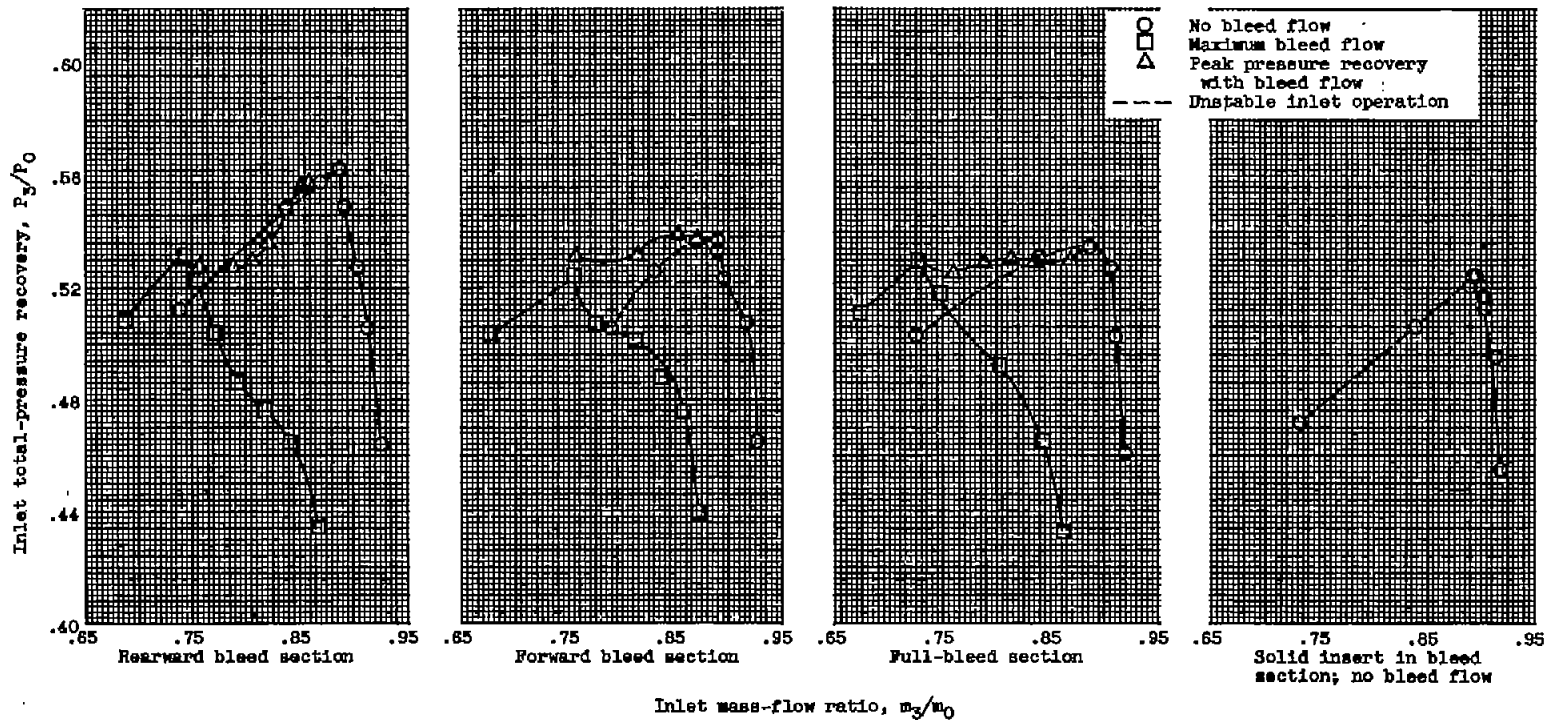 No bleed flow
Maximum bleed flow
Peak pressure recovery
with bleed flow
Unstable inlet operation
Inlet total-pressure recovery, P3/P0
.60
.58
.52
.48
.44
.40
.65 .75 .85 .95
Rearward bleed section
.65 .75 .85 .95
Forward bleed section
.65 .75 .85 .95
Full-bleed section
.65 .75 .85 .95
Solid insert in bleed
section; no bleed flow
Inlet mass-flow ratio, m3/m0